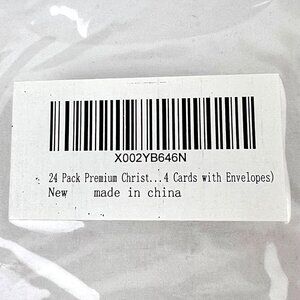 X002YB646N
24 Pack Premium Christ...4 Cards with Envelopes)
New made in china